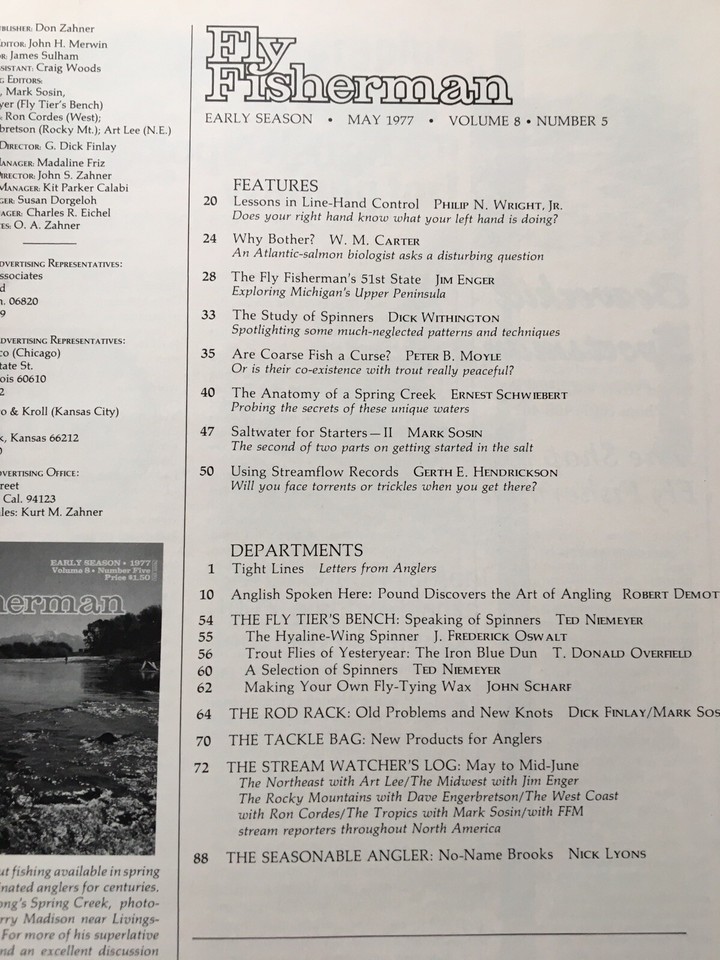 Don Zahner
John H. Merwin
James Sulham
Craig Woods
EDITORS:
Mark Sosin,
(Fly Tier's Bench)
Ron Cordes (West);
(Rocky Mt.); Art Lee (N.E.)
DIRECTOR: G. Dick Finlay
Madaline Friz
John S. Zahner
MANAGER: Kit Parker Calabi
Susan Dorgeloh
Charles R. Eichel
O. A. Zahner
REPRESENTATIVES:
06820
9
REPRESENTATIVES:
(Chicago)
St.
60610
2
& Kroll (Kansas City)
Kansas 66212
OFFICE:
Cal. 94123
Kurt M. Zahner
EARLY SEASON • 1977
Volume 8 • Number Five
Price $1.50
ut fishing available in spring
nated anglers for centuries.
Spring Creek, photo-
Madison near Livings-
For more of his superlative
nd an excellent discussion
Fly
Fisherman
EARLY SEASON • MAY 1977 • VOLUME 8 • NUMBER 5
FEATURES
20 Lessons in Line-Hand Control PHILIP N. WRIGHT, JR.
Does your right hand know what your left hand is doing?
24 Why Bother? W. M. CARTER
An Atlantic-salmon biologist asks a disturbing question
28 The Fly Fisherman's 51st State JIM ENGER
Exploring Michigan's Upper Peninsula
33 The Study of Spinners DICK WITHINGTON
Spotlighting some much-neglected patterns and techniques
35 Are Coarse Fish a Curse? PETER B. MOYLE
Or is their co-existence with trout really peaceful?
40 The Anatomy of a Spring Creek ERNEST SCHWIEBERT
Probing the secrets of these unique waters
47 Saltwater for Starters—II MARK SOSIN
The second of two parts on getting started in the salt
50 Using Streamflow Records GERTH E. HENDRICKSON
Will you face torrents or trickles when you get there?
DEPARTMENTS
1 Tight Lines Letters from Anglers
10 Anglish Spoken Here: Pound Discovers the Art of Angling ROBERT DEMOT
54 THE FLY TIER'S BENCH: Speaking of Spinners TED NIEMEYER
55 The Hyaline-Wing Spinner J. FREDERICK OSWALT
56 Trout Flies of Yesteryear: The Iron Blue Dun T. DONALD OVERFIELD
60 A Selection of Spinners TED NIEMEYER
62 Making Your Own Fly-Tying Wax JOHN SCHARF
64 THE ROD RACK: Old Problems and New Knots DICK FINLAY/MARK SOS
70 THE TACKLE BAG: New Products for Anglers
72 THE STREAM WATCHER'S LOG: May to Mid-June
The Northeast with Art Lee/The Midwest with Jim Enger
The Rocky Mountains with Dave Engerbretson/The West Coast
with Ron Cordes/The Tropics with Mark Sosin/with FFM
stream reporters throughout North America
88 THE SEASONABLE ANGLER: No-Name Brooks NICK LYONS